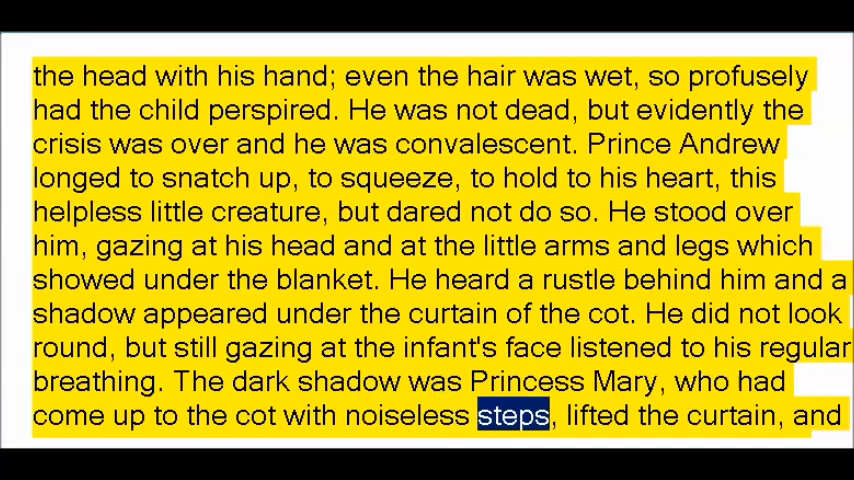 the head with his hand; even the hair was wet, so profusely
had the child perspired. He was not dead, but evidently the
crisis was over and he was convalescent. Prince Andrew
longed to snatch up, to squeeze, to hold to his heart, this
helpless little creature, but dared not do so. He stood over
him, gazing at his head and at the little arms and legs which
showed under the blanket. He heard a rustle behind him and a
shadow appeared under the curtain of the cot. He did not look
round, but still gazing at the infant's face listened to his regular
breathing. The dark shadow was Princess Mary, who had
come up to the cot with noiseless steps, lifted the curtain, and